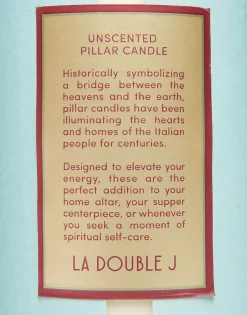 UNSCENTED
PILLAR CANDLE
Historically symbolizing
a bridge between the
heavens and the earth,
pillar candles have been
illuminating the hearts
and homes of the Italian
people for centuries.
Designed to elevate your
energy, these are the
perfect addition to your
home altar, your supper
centerpiece, or whenever
you seek a moment of
spiritual self-care.
LA DOUBLE J